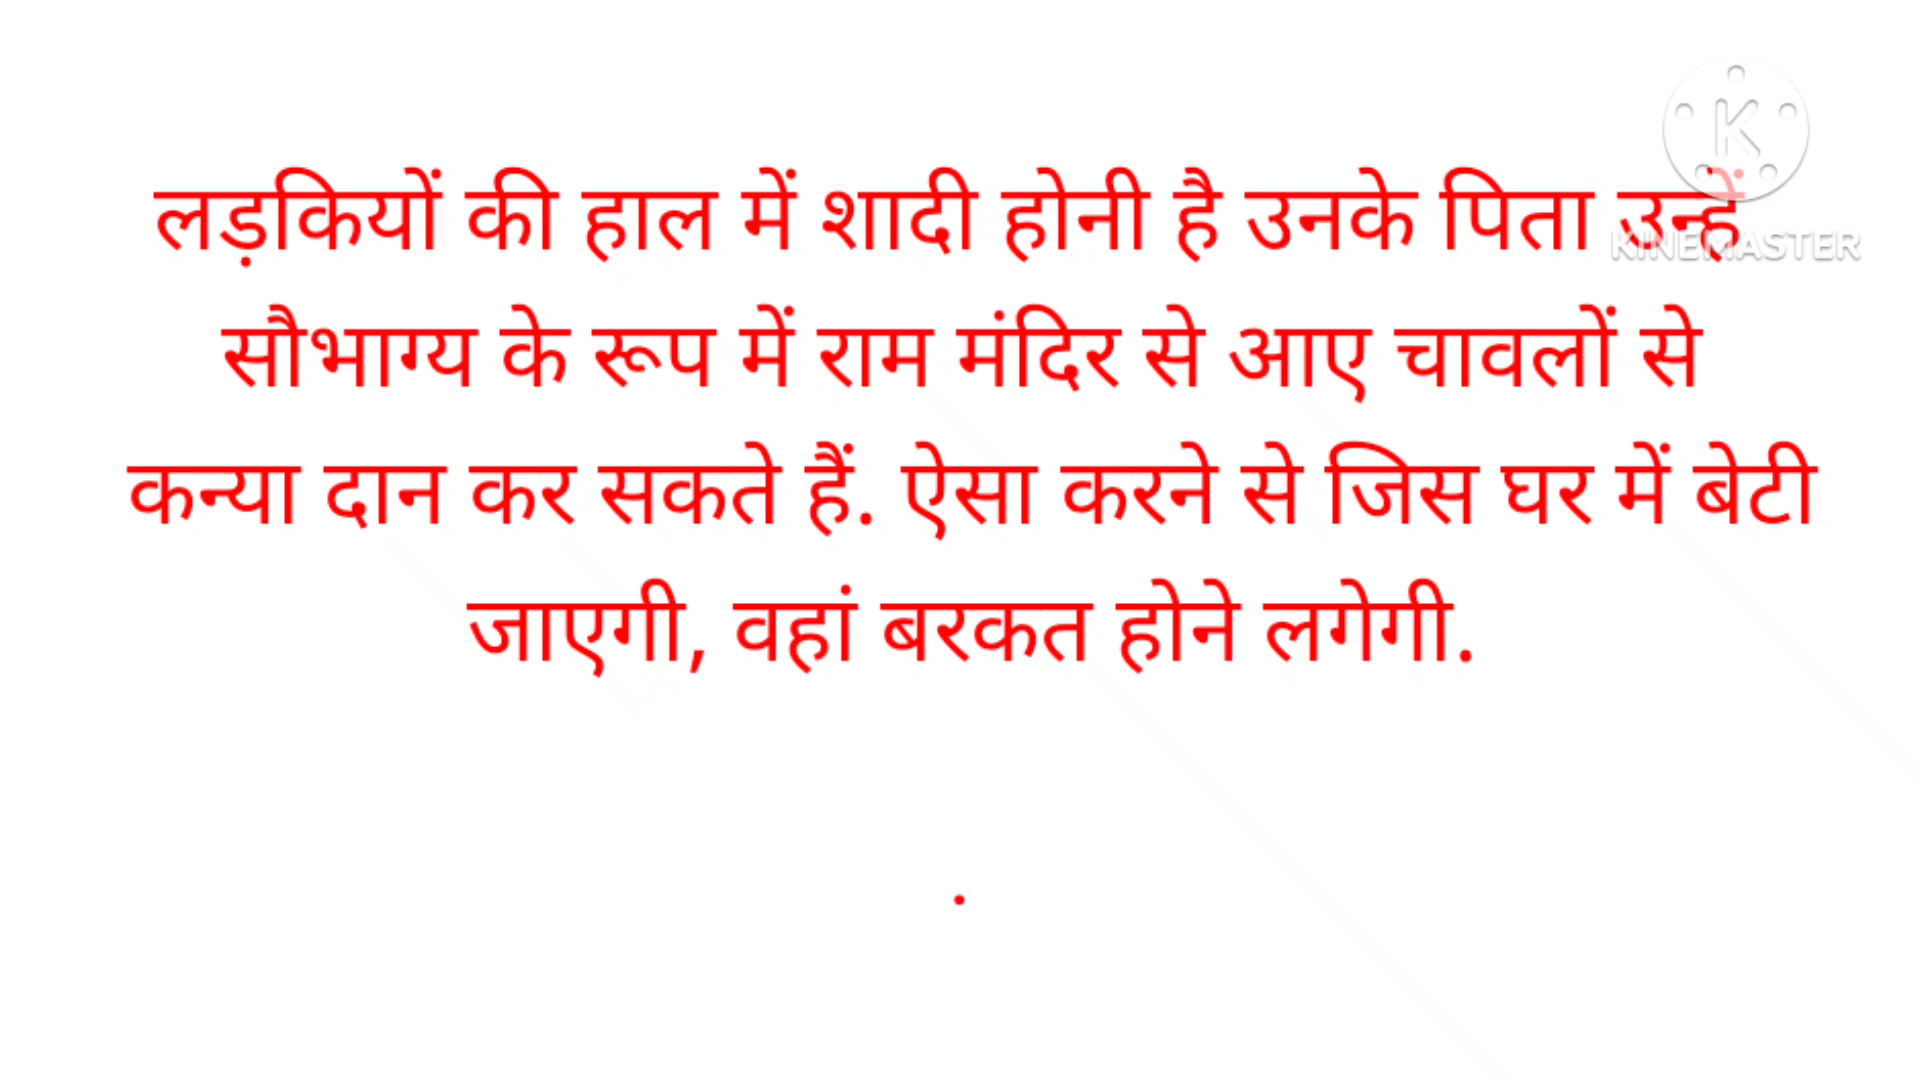 K
KINEMASTER
लड़कियों की हाल में शादी होनी है उनके पिता उन्हें
सौभाग्य के रूप में राम मंदिर से आए चावलों से
कन्या दान कर सकते हैं. ऐसा करने से जिस घर में बेटी
जाएगी, वहां बरकत होने लगेगी.
.